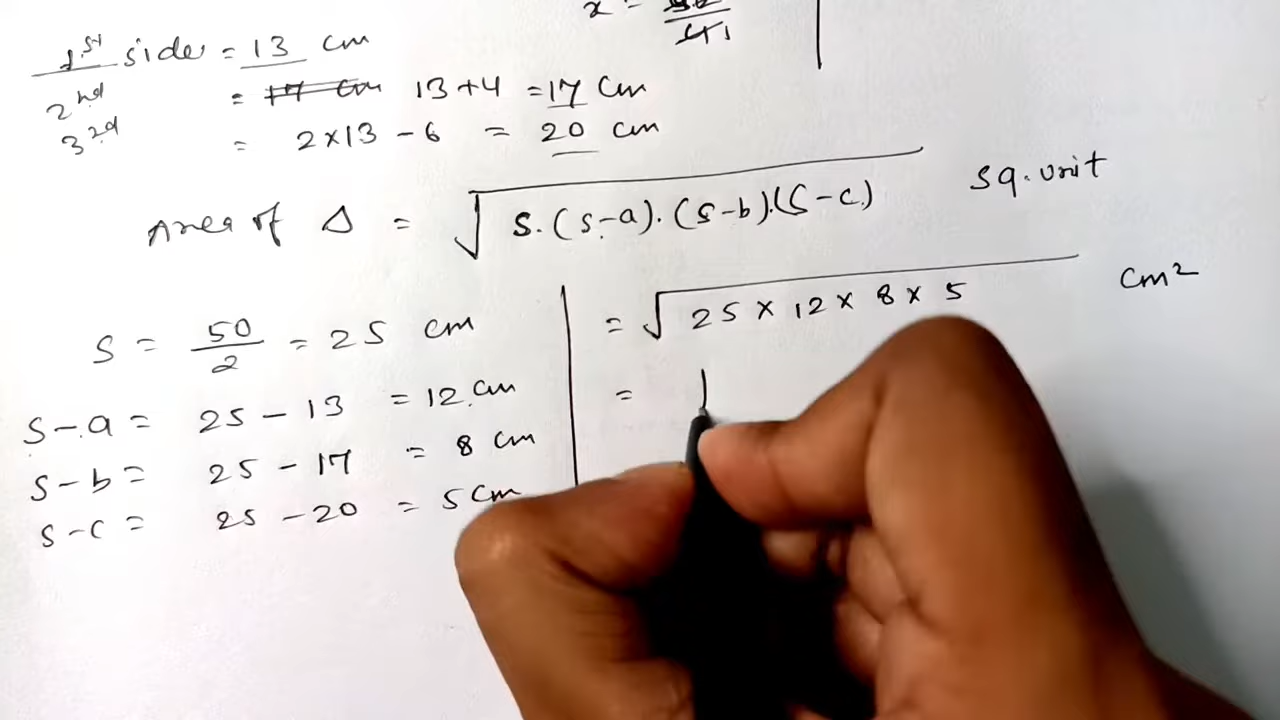 x =
1st side = 13 cm
2nd = 17 cm 13+4 = 17 cm
3rd = 2×13 - 6 = 20 cm
Area of Δ = √s.(s-a).(s-b).(s-c) sq. unit
s = 50/2 = 25 cm
s-a = 25 - 13 = 12 cm
s-b = 25 - 17 = 8 cm
s-c = 25 - 20 = 5 cm
= √25 × 12 × 8 × 5 cm²
=